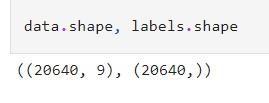 data.shape, labels.shape
((20640, 9), (20640,))